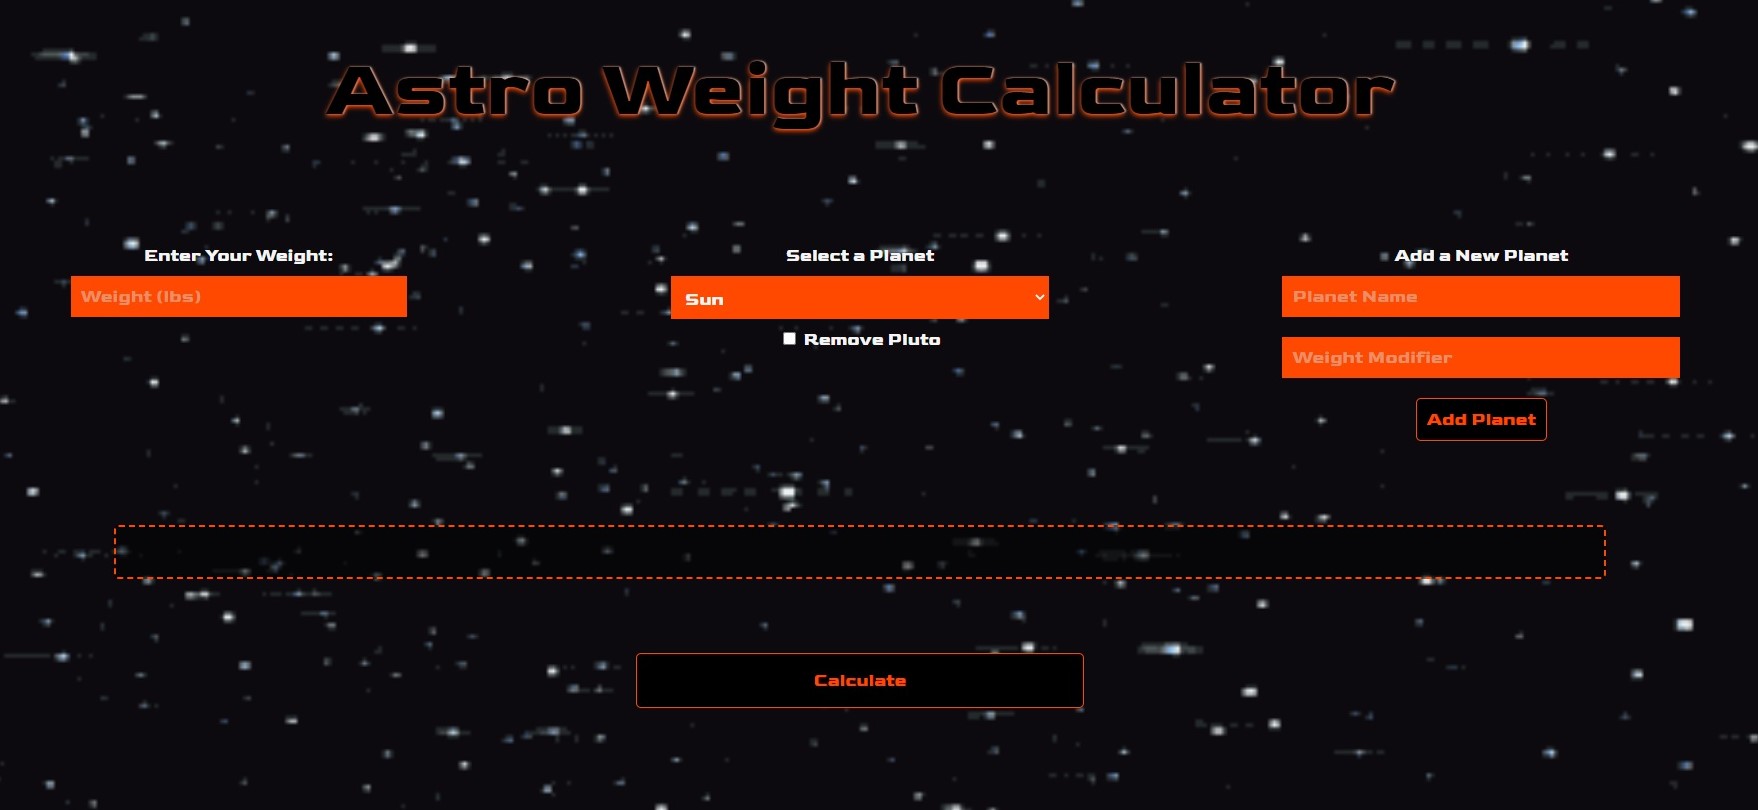 Astro Weight Calculator
Enter Your Weight:
Weight (lbs)
Select a Planet
Sun
Remove Pluto
Add a New Planet
Planet Name
Weight Modifier
Add Planet
Calculate